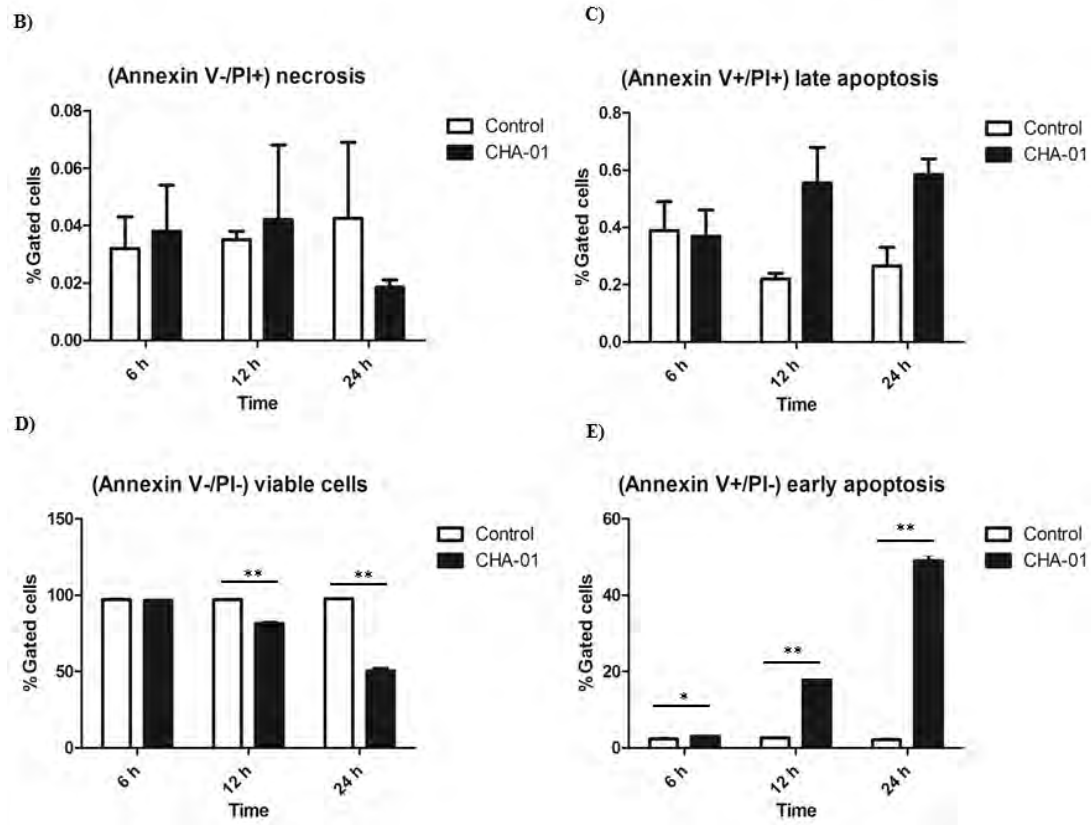 B)
(Annexin V-/PI+) necrosis
% Gated cells
0.08
0.06
0.04
0.02
0.00
6 h
12 h
24 h
Time
Control
CHA-01
C)
(Annexin V+/PI+) late apoptosis
% Gated cells
0.8
0.6
0.4
0.2
0.0
6 h
12 h
24 h
Time
Control
CHA-01
D)
(Annexin V-/PI-) viable cells
% Gated cells
150
100
50
0
**
**
6 h
12 h
24 h
Time
Control
CHA-01
E)
(Annexin V+/PI-) early apoptosis
% Gated cells
60
40
20
0
*
**
**
6 h
12 h
24 h
Time
Control
CHA-01